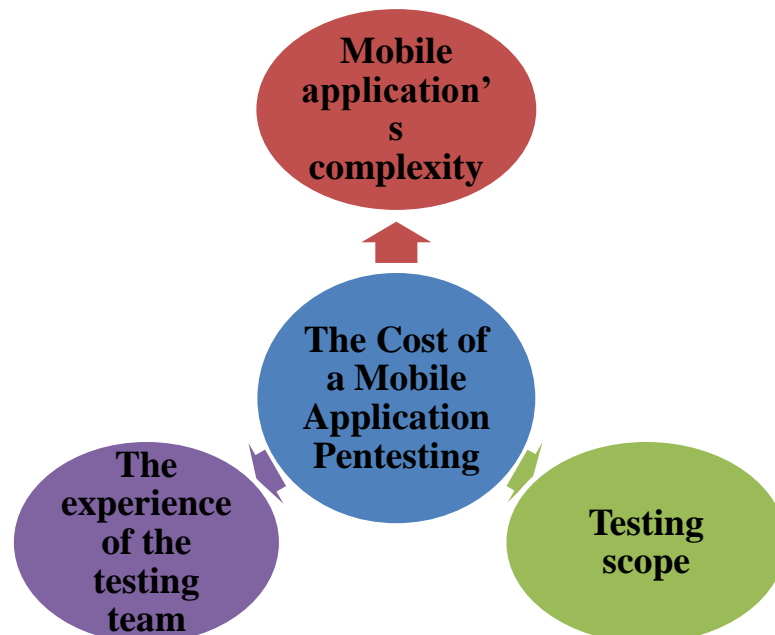 Mobile
application’
s
complexity
The Cost of
a Mobile
Application
Pentesting
The
experience
of the
testing
team
Testing
scope